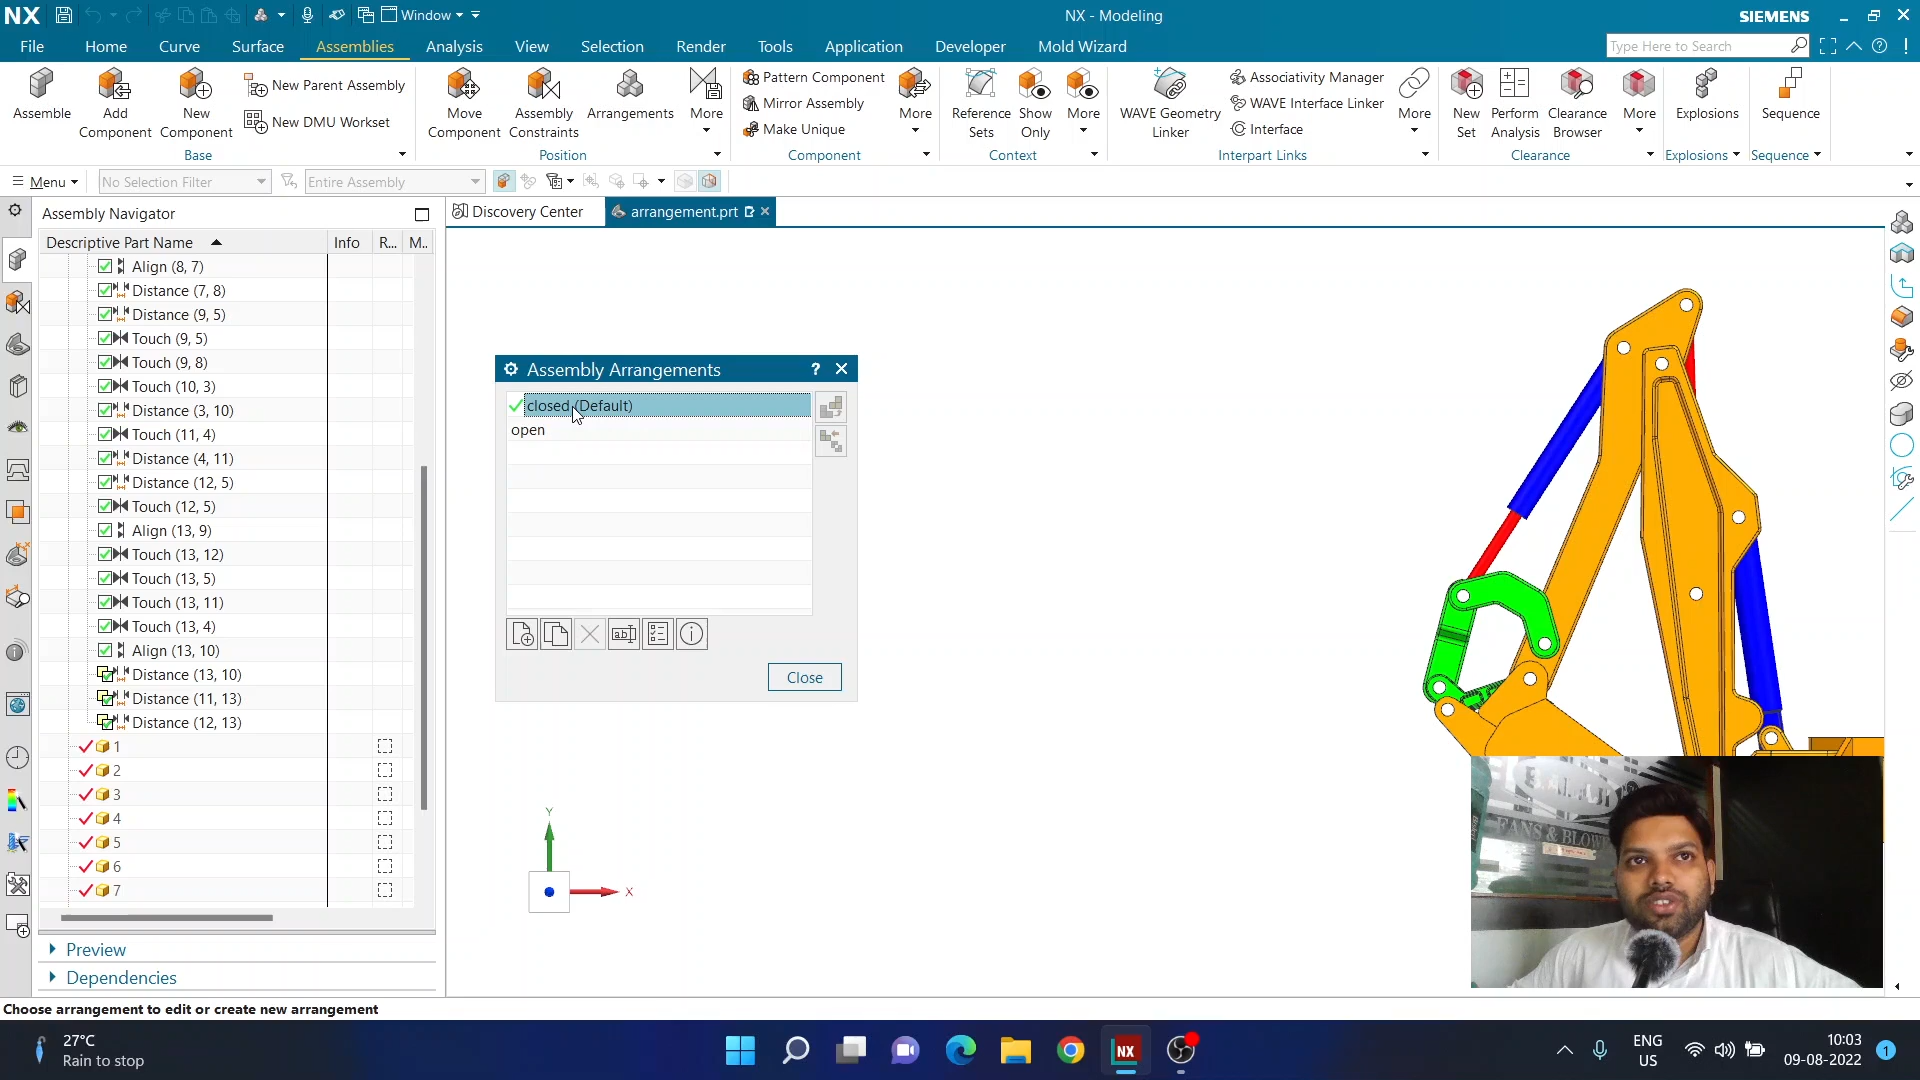 NX
Window
NX - Modeling
SIEMENS
File
Home
Curve
Surface
Assemblies
Analysis
View
Selection
Render
Tools
Application
Developer
Mold Wizard
Type Here to Search
Assemble
Add Component
New Component
New Parent Assembly
New DMU Workset
Base
Move Component
Assembly Constraints
Arrangements
More
Position
Pattern Component
Mirror Assembly
Make Unique
More
Component
Reference Sets
Show Only
More
Context
WAVE Geometry Linker
Associativity Manager
WAVE Interface Linker
Interface
More
Interpart Links
New Set
Perform Analysis
Clearance Browser
More
Clearance
Explosions
Explosions
Sequence
Sequence
Menu
No Selection Filter
Entire Assembly
Assembly Navigator
Descriptive Part Name
Info
R...
M..
Align (8, 7)
Distance (7, 8)
Distance (9, 5)
Touch (9, 5)
Touch (9, 8)
Touch (10, 3)
Distance (3, 10)
Touch (11, 4)
Distance (4, 11)
Distance (12, 5)
Touch (12, 5)
Align (13, 9)
Touch (13, 12)
Touch (13, 5)
Touch (13, 11)
Touch (13, 4)
Align (13, 10)
Distance (13, 10)
Distance (11, 13)
Distance (12, 13)
1
2
3
4
5
6
7
Preview
Dependencies
Discovery Center
arrangement.prt
Assembly Arrangements
?
closed (Default)
open
Close
Y
X
FANS & BLOWE
Choose arrangement to edit or create new arrangement
27°C
Rain to stop
NX
ENG
US
10:03
09-08-2022
1